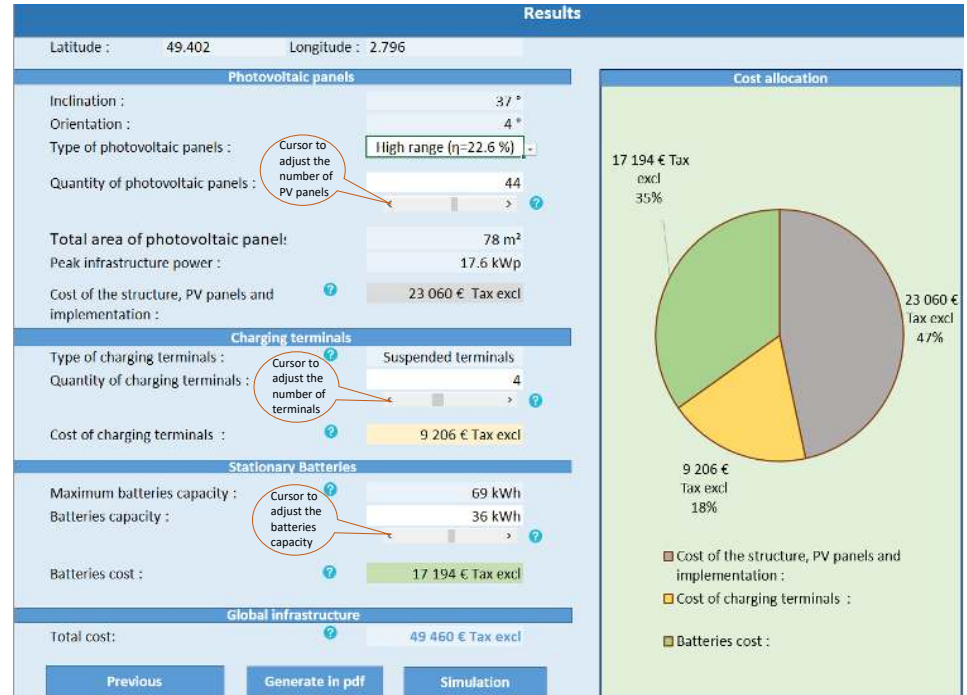 Results
Latitude : 49.402 Longitude : 2.796
Photovoltaic panels
Inclination : 37 °
Orientation : 4 °
Type of photovoltaic panels : High range (η=22.6 %)
Cursor to
adjust the
number of
PV panels
Quantity of photovoltaic panels : 44
Total area of photovoltaic panel: 78 m²
Peak infrastructure power : 17.6 kWp
Cost of the structure, PV panels and
implementation :
? 23 060 € Tax excl
Charging terminals
Type of charging terminals : ? Suspended terminals
Cursor to
adjust the
number of
terminals
Quantity of charging terminals : 4
?
Cost of charging terminals : ? 9 206 € Tax excl
Stationary Batteries
Maximum batteries capacity : ? 69 kWh
Cursor to
adjust the
batteries
capacity
Batteries capacity : 36 kWh
?
Batteries cost : ? 17 194 € Tax excl
Global infrastructure
Total cost: ? 49 460 € Tax excl
Previous Generate in pdf Simulation
Cost allocation
17 194 € Tax
excl
35%
23 060 €
Tax excl
47%
9 206 €
Tax excl
18%
Cost of the structure, PV panels and
implementation :
Cost of charging terminals :
Batteries cost :